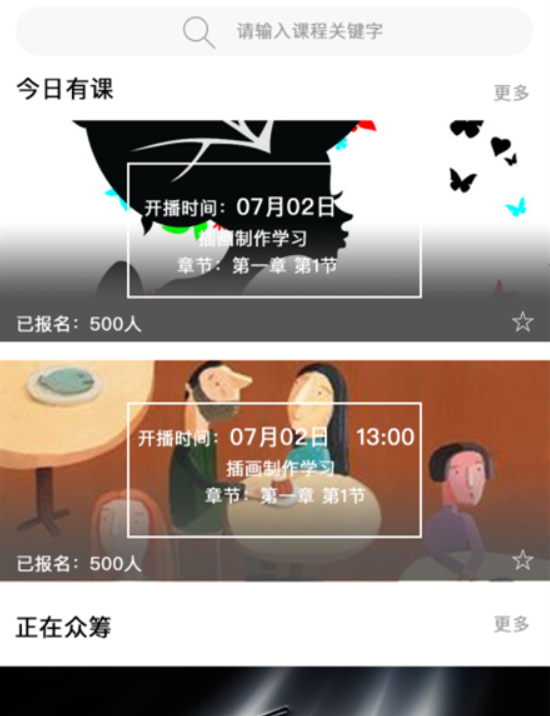 请输入课程关键字
今日有课
更多
开播时间：07月02日
插画制作学习
章节：第一章 第1节
已报名：500人
开播时间：07月02日 13:00
插画制作学习
章节：第一章 第1节
已报名：500人
正在众筹
更多